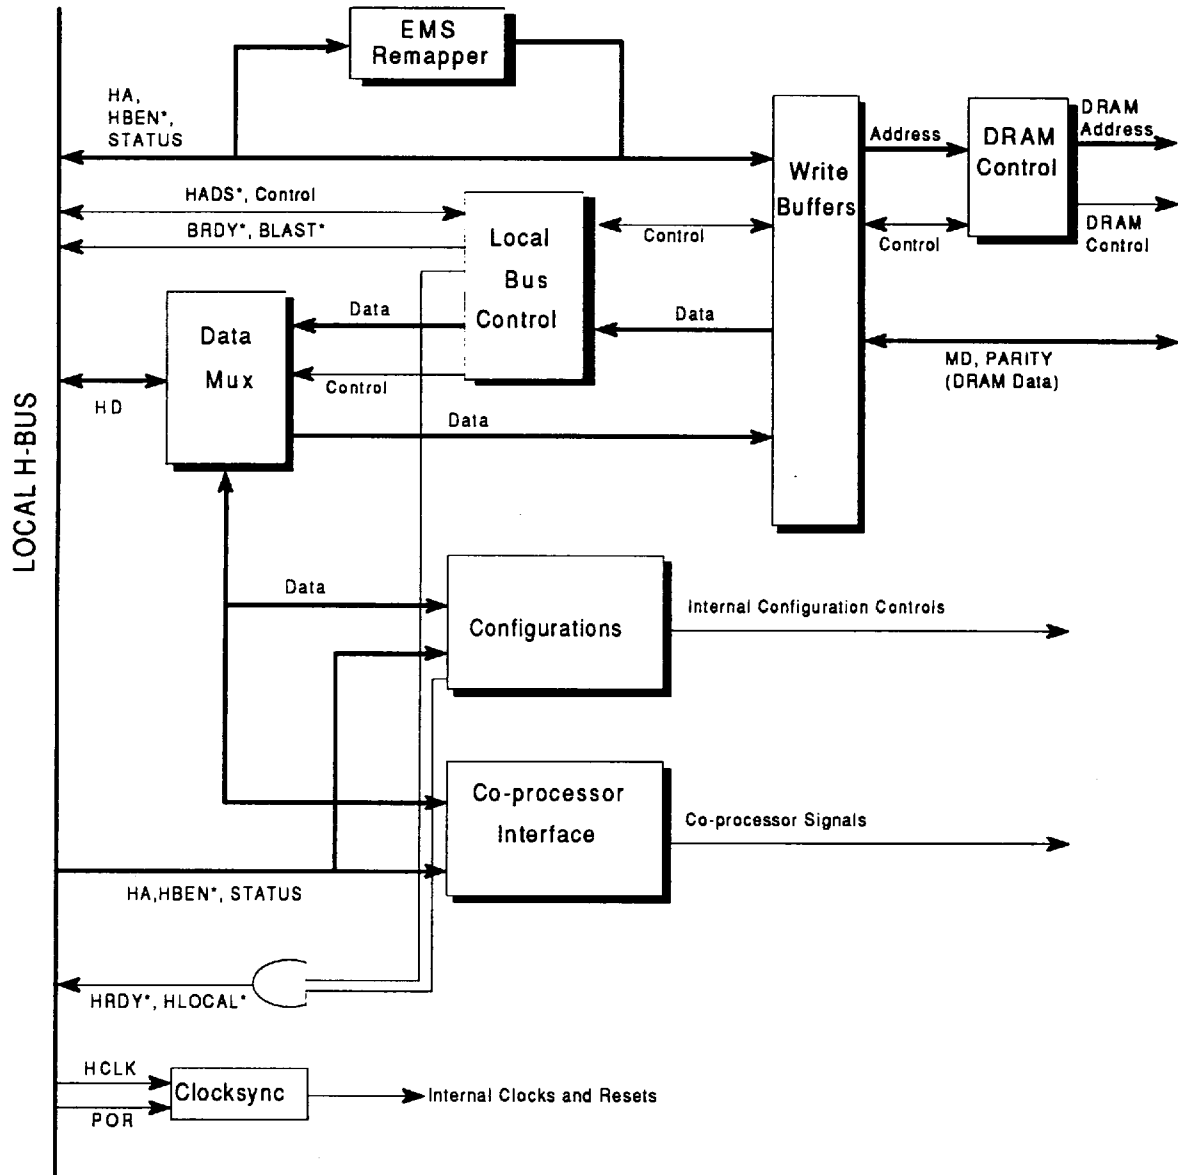 EMS
Remapper
HA,
HBEN*,
STATUS
DRAM
Address
Address
DRAM
Control
Write
Buffers
HADS*, Control
BRDY*, BLAST*
Local
Bus
Control
Control
Control
DRAM
Control
Data
Data
Data
Mux
MD, PARITY
(DRAM Data)
Control
HD
Data
LOCAL H-BUS
Data
Configurations
Internal Configuration Controls
Co-processor
Interface
Co-processor Signals
HA,HBEN*, STATUS
HRDY*, HLOCAL*
HCLK
Clocksync
Internal Clocks and Resets
POR